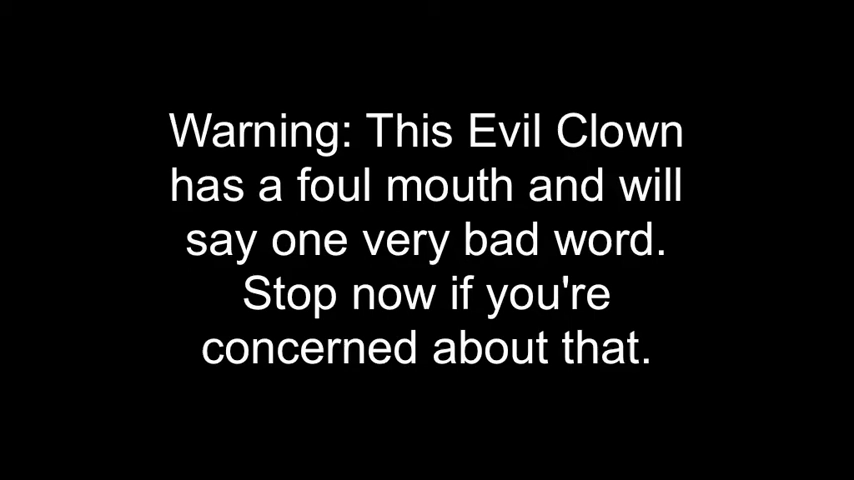 Warning: This Evil Clown
has a foul mouth and will
say one very bad word.
Stop now if you're
concerned about that.